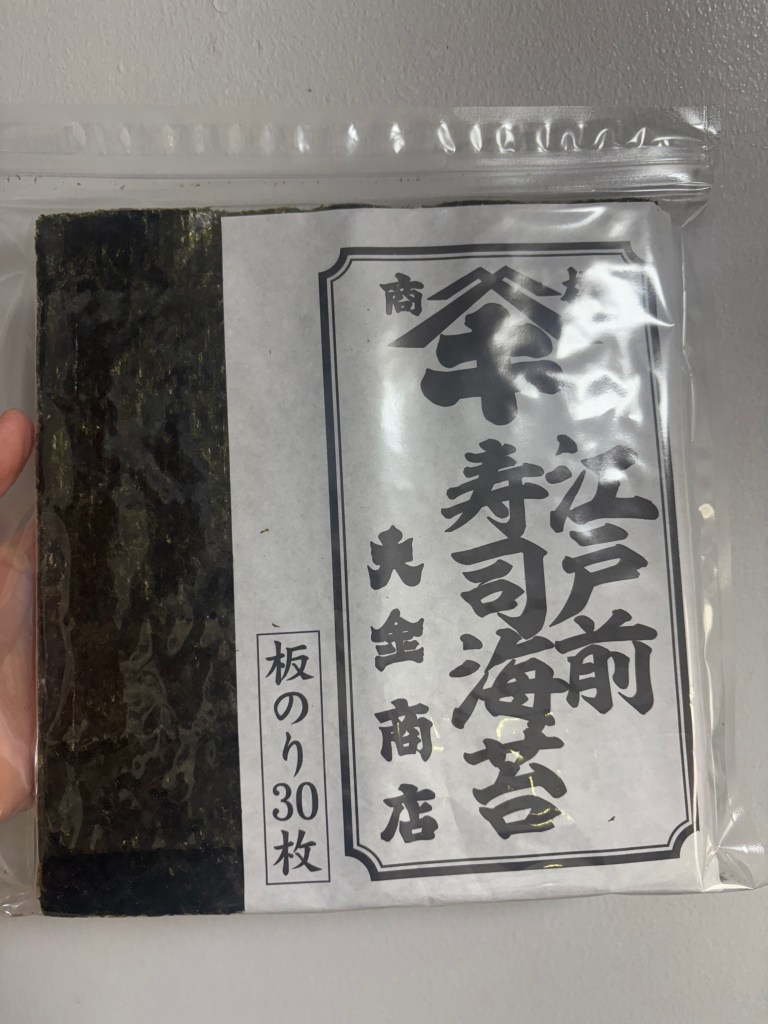 商
江戸前
寿司海苔
大金商店
板のり30枚